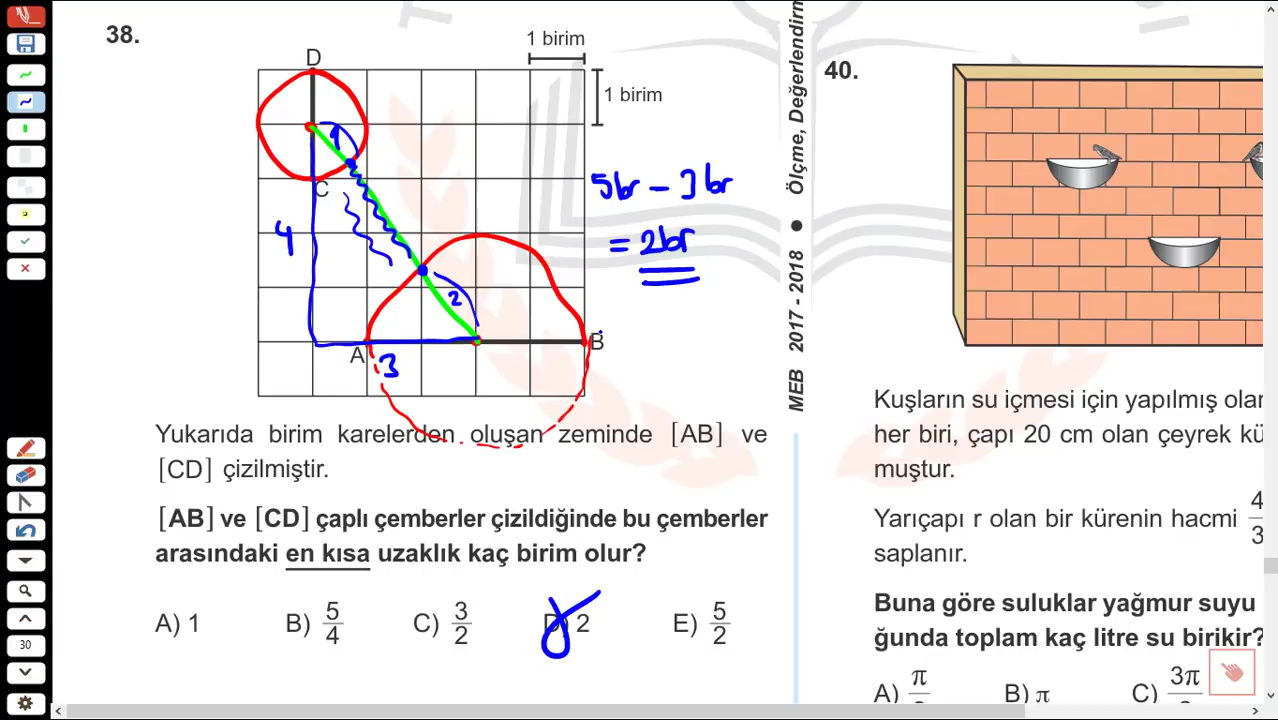 38.
D
1 birim
1 birim
C
1
4
2
A
3
B
5br - 3br
= 2br
Yukarıda birim karelerden oluşan zeminde [AB] ve
[CD] çizilmiştir.
[AB] ve [CD] çaplı çemberler çizildiğinde bu çemberler
arasındaki en kısa uzaklık kaç birim olur?
A) 1 B) 5/4 C) 3/2 D) 2 E) 5/2
MEB 2017 - 2018 ● Ölçme, Değerlendirm
40.
Kuşların su içmesi için yapılmış olar
her biri, çapı 20 cm olan çeyrek kü
muştur.
Yarıçapı r olan bir kürenin hacmi 4/3
saplanır.
Buna göre suluklar yağmur suyu
ğunda toplam kaç litre su birikir?
A) π B) π C) 3π
30